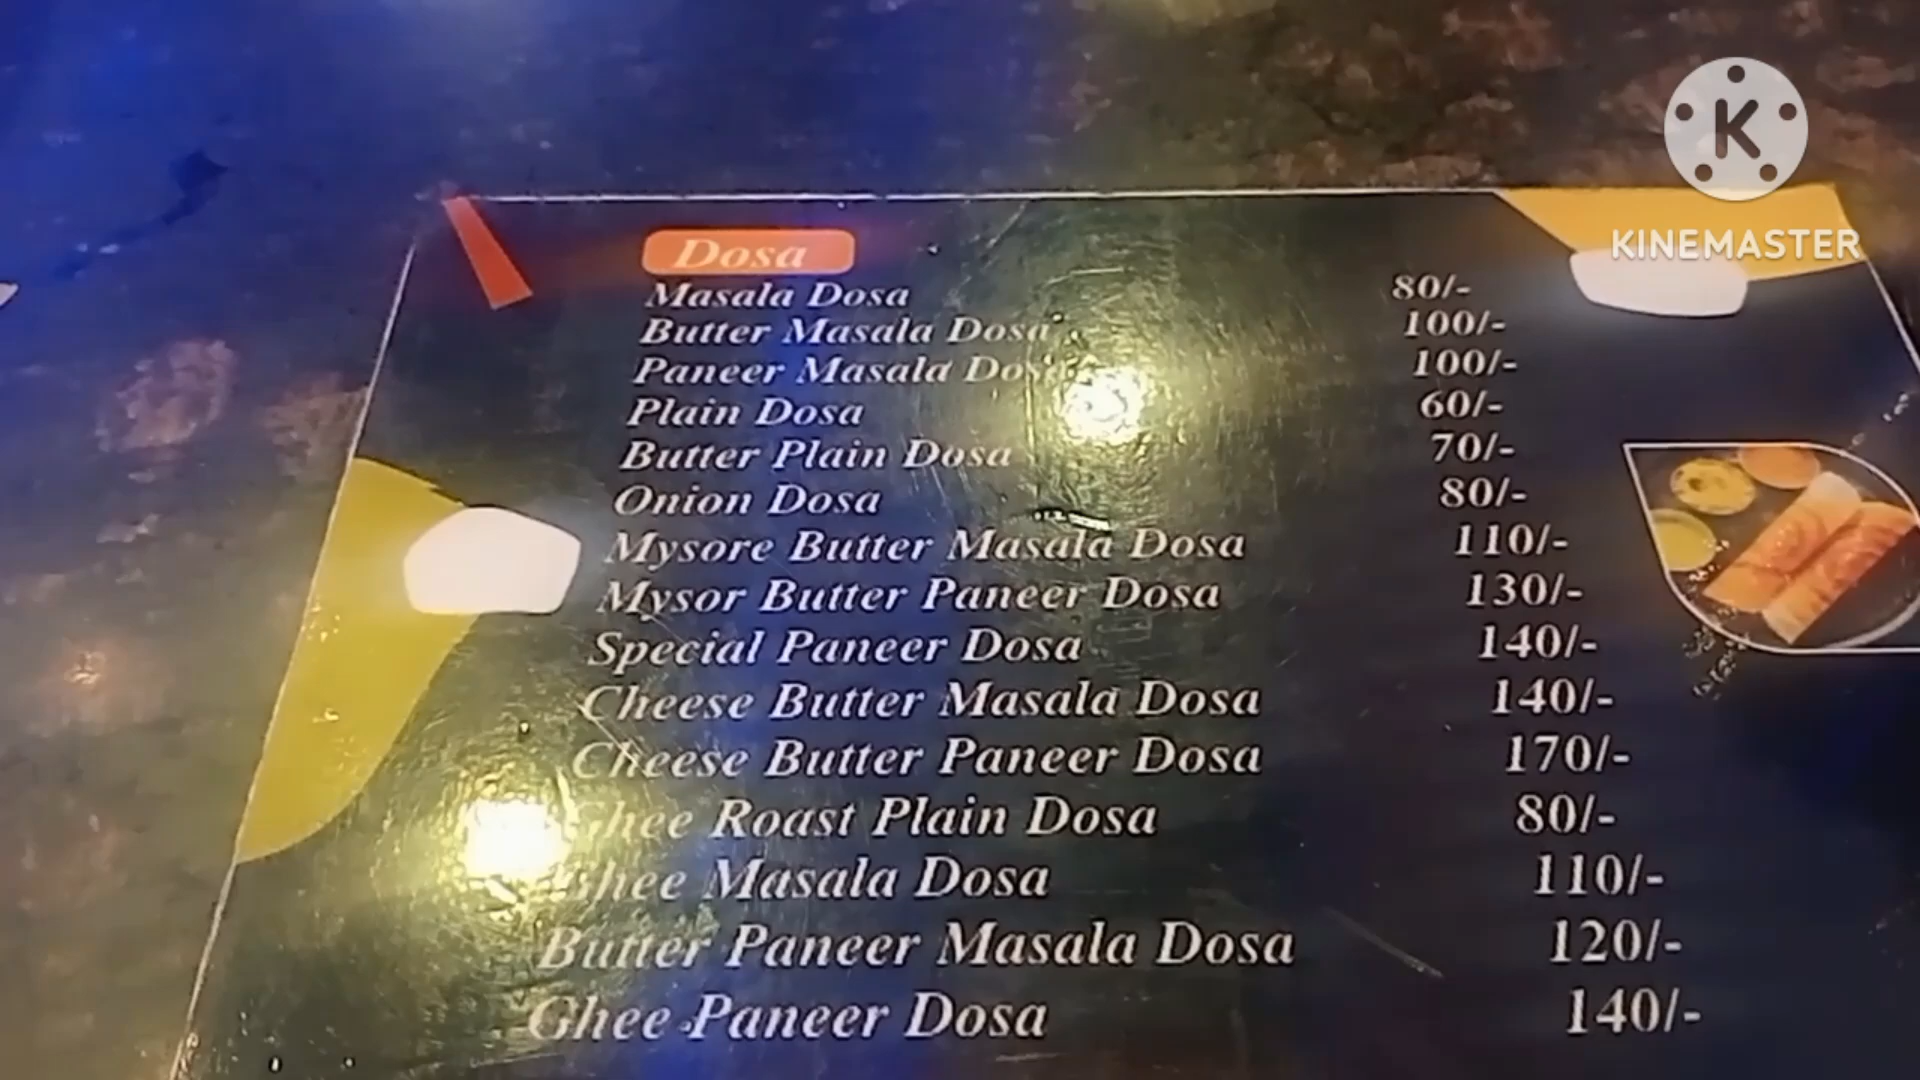 K
KINEMASTER
Dosa
Masala Dosa 80/-
Butter Masala Dosa 100/-
Paneer Masala Dosa 100/-
Plain Dosa 60/-
Butter Plain Dosa 70/-
Onion Dosa 80/-
Mysore Butter Masala Dosa 110/-
Mysor Butter Paneer Dosa 130/-
Special Paneer Dosa 140/-
Cheese Butter Masala Dosa 140/-
Cheese Butter Paneer Dosa 170/-
Ghee Roast Plain Dosa 80/-
Ghee Masala Dosa 110/-
Butter Paneer Masala Dosa 120/-
Ghee Paneer Dosa 140/-